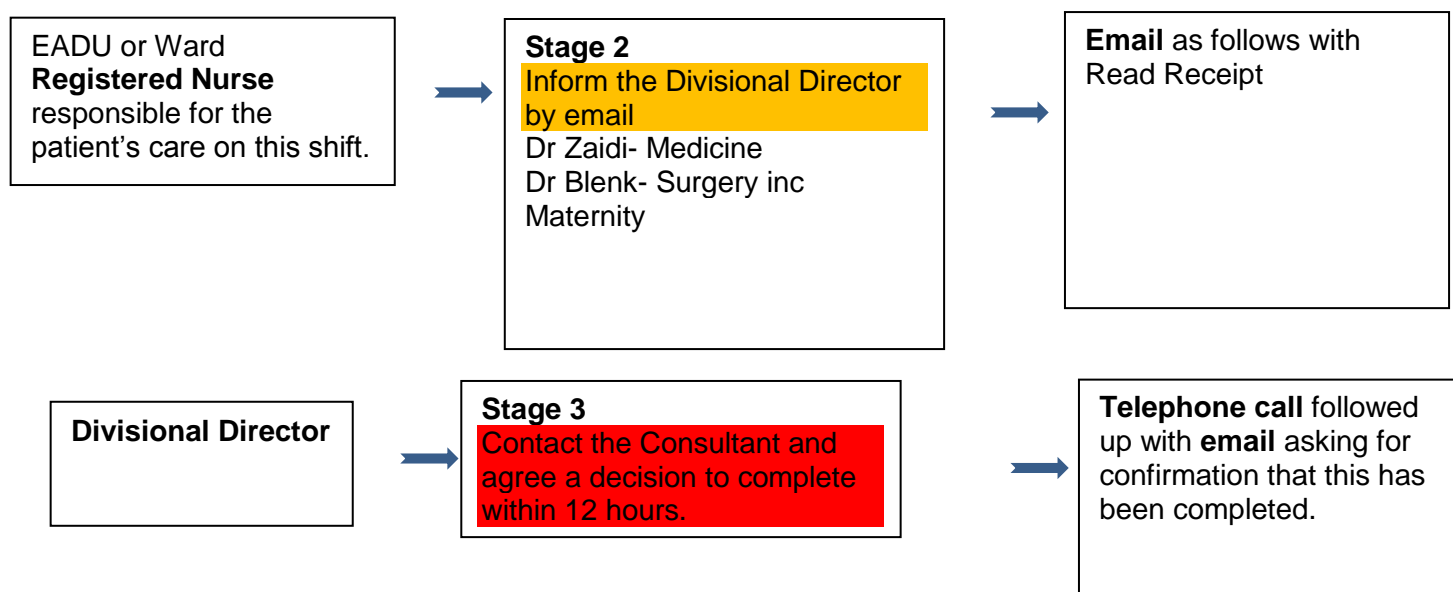 EADU or Ward
Registered Nurse
responsible for the
patient's care on this shift.
Stage 2
Inform the Divisional Director
by email
Dr Zaidi- Medicine
Dr Blenk- Surgery inc
Maternity
Email as follows with
Read Receipt
Divisional Director
Stage 3
Contact the Consultant and
agree a decision to complete
within 12 hours.
Telephone call followed
up with email asking for
confirmation that this has
been completed.